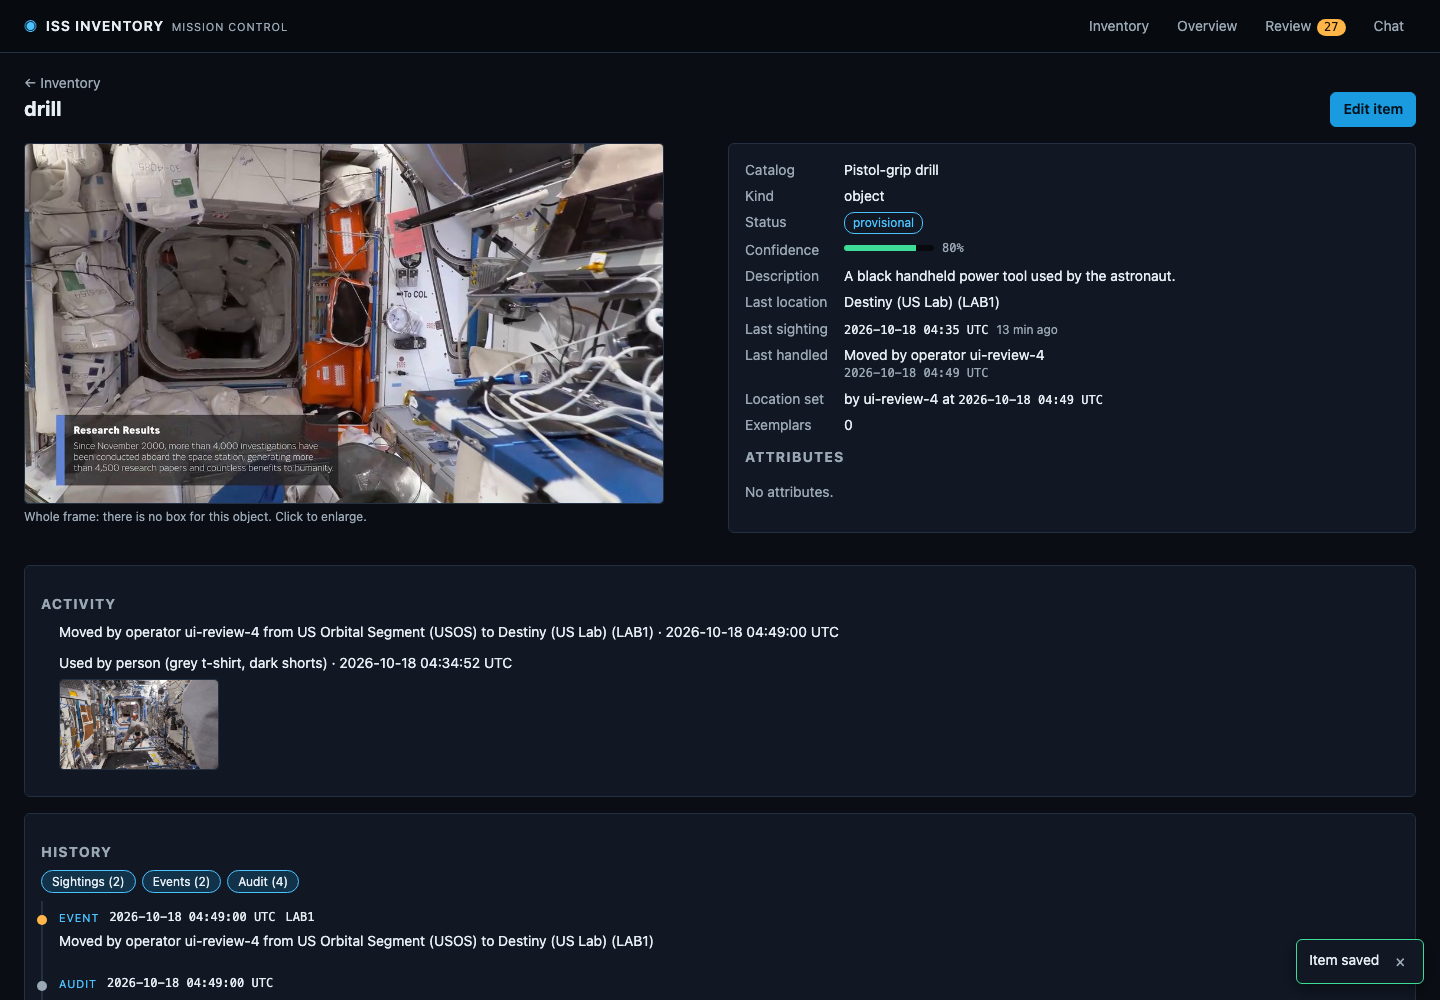 ISS INVENTORY MISSION CONTROL
Inventory
Overview
Review 27
Chat
← Inventory
drill
Edit item
To COL
Research Results
Since November 2000, more than 4,000 investigations have
been conducted aboard the space station, generating more
than 4,500 research papers and countless benefits to humanity.
Whole frame: there is no box for this object. Click to enlarge.
Catalog Pistol-grip drill
Kind object
Status provisional
Confidence 80%
Description A black handheld power tool used by the astronaut.
Last location Destiny (US Lab) (LAB1)
Last sighting 2026-10-18 04:35 UTC 13 min ago
Last handled Moved by operator ui-review-4
2026-10-18 04:49 UTC
Location set by ui-review-4 at 2026-10-18 04:49 UTC
Exemplars 0
ATTRIBUTES
No attributes.
ACTIVITY
Moved by operator ui-review-4 from US Orbital Segment (USOS) to Destiny (US Lab) (LAB1) · 2026-10-18 04:49:00 UTC
Used by person (grey t-shirt, dark shorts) · 2026-10-18 04:34:52 UTC
HISTORY
Sightings (2) Events (2) Audit (4)
EVENT 2026-10-18 04:49:00 UTC LAB1
Moved by operator ui-review-4 from US Orbital Segment (USOS) to Destiny (US Lab) (LAB1)
AUDIT 2026-10-18 04:49:00 UTC
Item saved ×